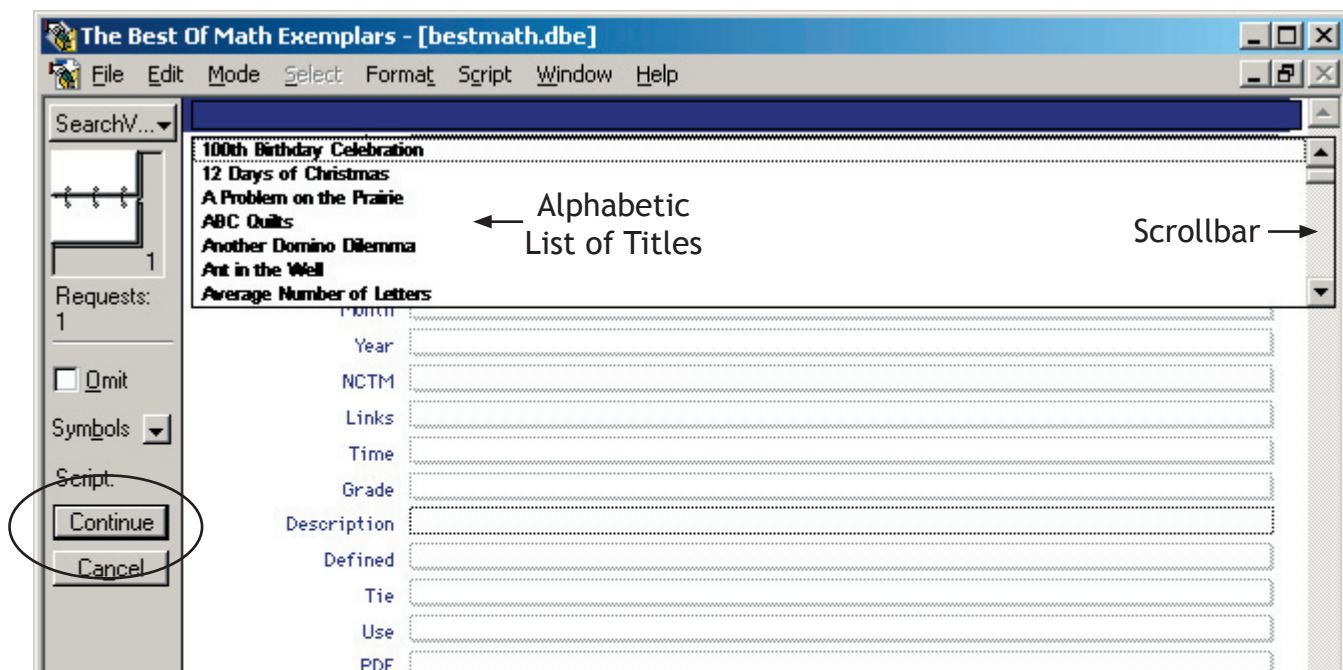 The Best Of Math Exemplars - [bestmath.dbe]
File Edit Mode Select Format Script Window Help
SearchV...
1
Requests:
1
Omit
Symbols
Script:
Continue
Cancel
100th Birthday Celebration
12 Days of Christmas
A Problem on the Prairie
ABC Quilts
Another Domino Dilemma
Ant in the Well
Average Number of Letters
Alphabetic
List of Titles
Scrollbar
Month
Year
NCTM
Links
Time
Grade
Description
Defined
Tie
Use
PDF